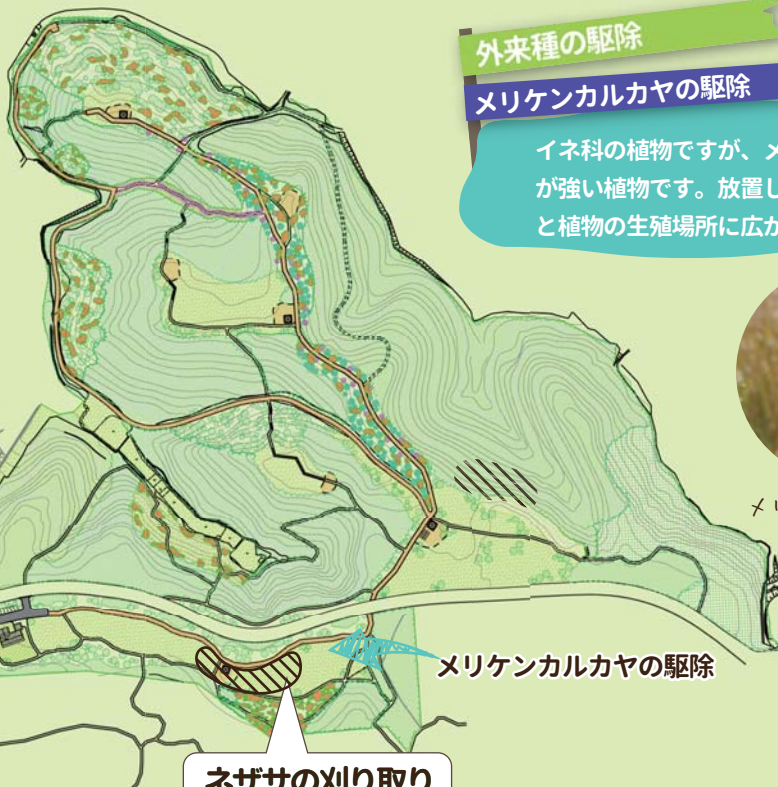 外来種の駆除
メリケンカルカヤの駆除
イネ科の植物ですが、メ
が強い植物です。放置し
と植物の生殖場所に広が
メリ
メリケンカルカヤの駆除
ネザサの刈り取り